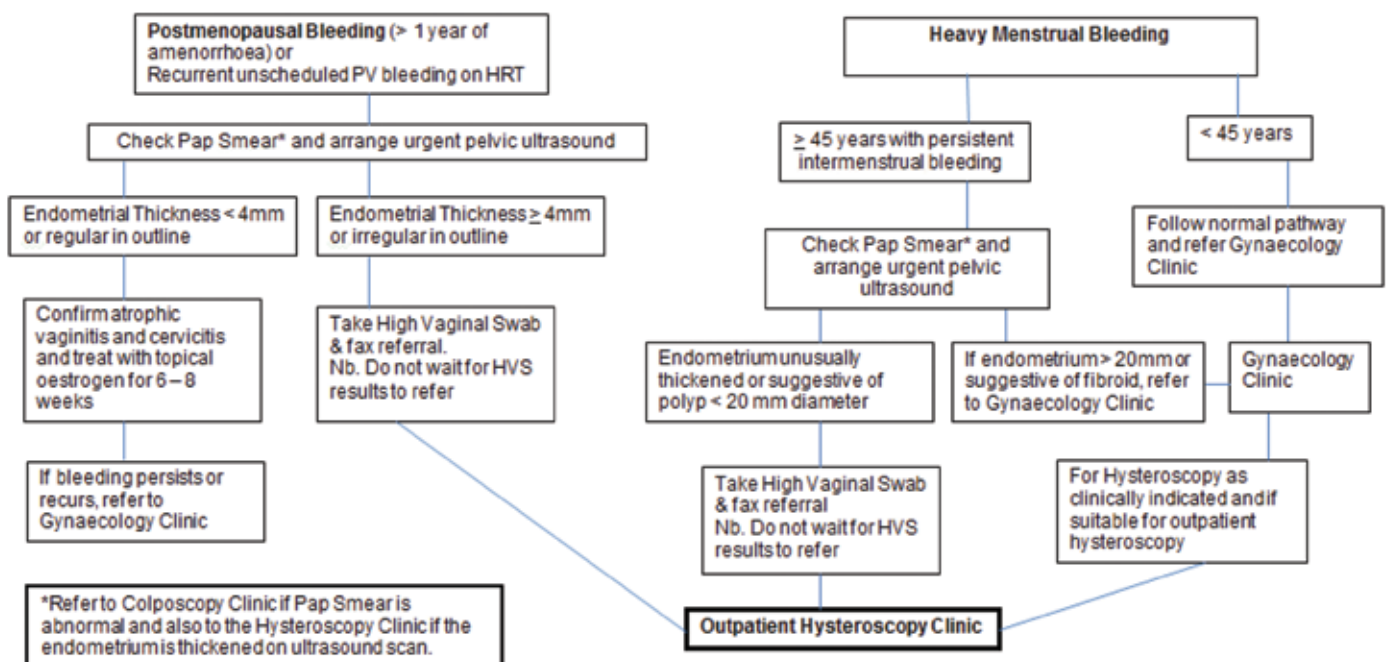 Postmenopausal Bleeding (> 1 year of
amenorrhoea) or
Recurrent unscheduled PV bleeding on HRT
Check Pap Smear* and arrange urgent pelvic ultrasound
Endometrial Thickness < 4mm
or regular in outline
Endometrial Thickness ≥ 4mm
or irregular in outline
Confirm atrophic
vaginitis and cervicitis
and treat with topical
oestrogen for 6 – 8
weeks
Take High Vaginal Swab
& fax referral.
Nb. Do not wait for HVS
results to refer
If bleeding persists or
recurs, refer to
Gynaecology Clinic
*Refer to Colposcopy Clinic if Pap Smear is
abnormal and also to the Hysteroscopy Clinic if the
endometrium is thickened on ultrasound scan.
Heavy Menstrual Bleeding
≥ 45 years with persistent
intermenstrual bleeding
< 45 years
Check Pap Smear* and
arrange urgent pelvic
ultrasound
Follow normal pathway
and refer Gynaecology
Clinic
Endometrium unusually
thickened or suggestive of
polyp < 20 mm diameter
If endometrium > 20mm or
suggestive of fibroid, refer
to Gynaecology Clinic
Gynaecology
Clinic
Take High Vaginal Swab
& fax referral
Nb. Do not wait for HVS
results to refer
For Hysteroscopy as
clinically indicated and if
suitable for outpatient
hysteroscopy
Outpatient Hysteroscopy Clinic